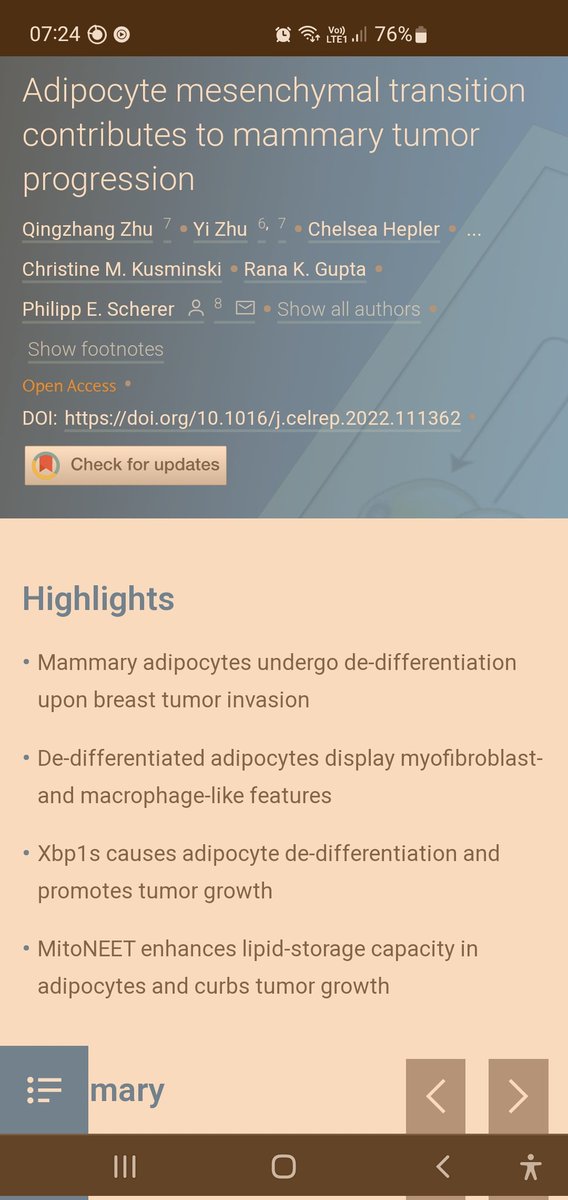 07:24 Vo)) LTE1 76%
Adipocyte mesenchymal transition
contributes to mammary tumor
progression
Qingzhang Zhu 7 • Yi Zhu 6, 7 • Chelsea Hepler • ...
Christine M. Kusminski • Rana K. Gupta •
Philipp E. Scherer 8 • Show all authors •
Show footnotes
Open Access •
DOI: https://doi.org/10.1016/j.celrep.2022.111362 •
Check for updates
Highlights
• Mammary adipocytes undergo de-differentiation
upon breast tumor invasion
• De-differentiated adipocytes display myofibroblast-
and macrophage-like features
• Xbp1s causes adipocyte de-differentiation and
promotes tumor growth
• MitoNEET enhances lipid-storage capacity in
adipocytes and curbs tumor growth
mary